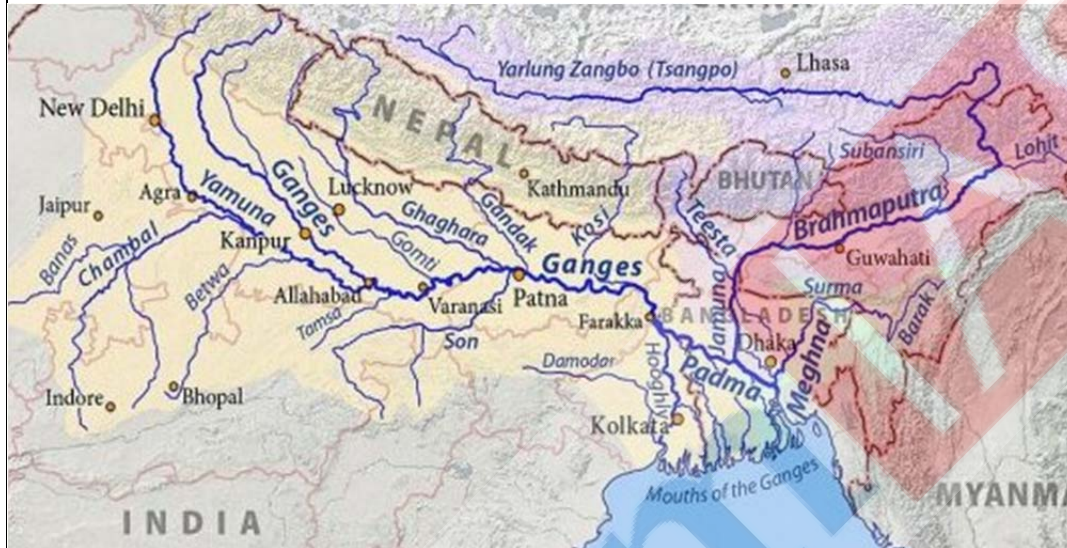 Yarlung Zangbo (Tsangpo)
Lhasa
New Delhi
NEPAL
Subansiri
Lohit
BHUTAN
Agra
Yamuna
Ganges
Lucknow
Kathmandu
Jaipur
Ghaghara
Gandak
Kosi
Teesta
Brahmaputra
Banas
Chambal
Kanpur
Gomti
Guwahati
Betwa
Ganges
Jamuna
Surma
Allahabad
Varanasi
Patna
Tamsa
Farakka
BANGLADESH
Barak
Son
Dhaka
Meghna
Damodar
Hooghly
Padma
Indore
Bhopal
Kolkata
Mouths of the Ganges
INDIA